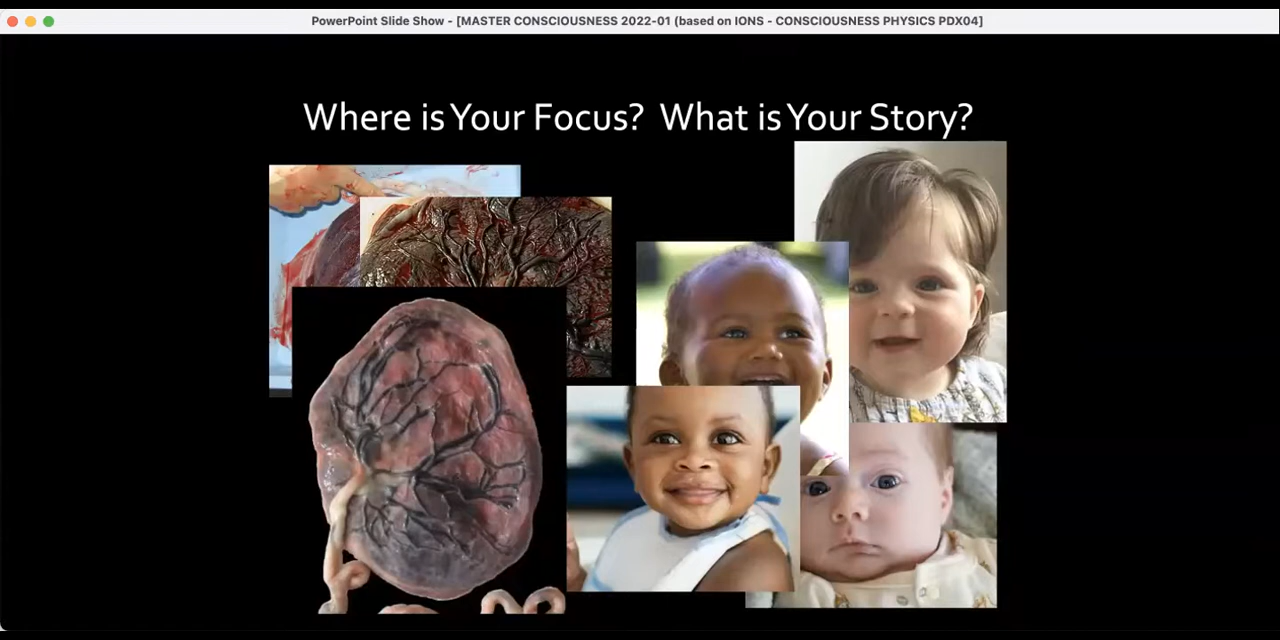 PowerPoint Slide Show - [MASTER CONSCIOUSNESS 2022-01 (based on IONS - CONSCIOUSNESS PHYSICS PDX04]
Where is Your Focus? What is Your Story?